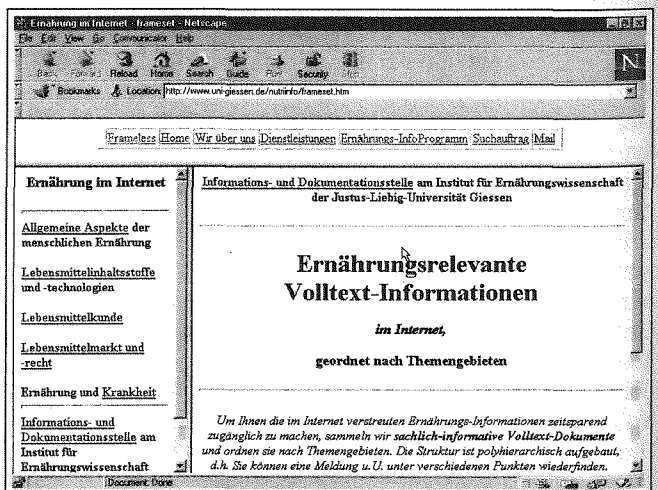 Ernährung im Internet - frameset - Netscape
File Edit View Go Communicator Help
Back Forward Reload Home Search Guide Print Security Stop
Bookmarks Location: http://www.uni-giessen.de/nutriinfo/frameset.htm
Frameless Home Wir über uns Dienstleistungen Ernährungs-InfoProgramm Suchauftrag Mail
Ernährung im Internet
Allgemeine Aspekte der
menschlichen Ernährung
Lebensmittelinhaltsstoffe
und -technologien
Lebensmittelkunde
Lebensmittelmarkt und
-recht
Ernährung und Krankheit
Informations- und
Dokumentationsstelle am
Institut für
Ernährungswissenschaft
Informations- und Dokumentationsstelle am Institut für Ernährungswissenschaft
der Justus-Liebig-Universität Giessen
Ernährungsrelevante
Volltext-Informationen
im Internet,
geordnet nach Themengebieten
Um Ihnen die im Internet verstreuten Ernährungs-Informationen zeitsparend
zugänglich zu machen, sammeln wir sachlich-informative Volltext-Dokumente
und ordnen sie nach Themengebieten. Die Struktur ist polyhierarchisch aufgebaut,
d.h. Sie können eine Meldung u.U. unter verschiedenen Punkten wiederfinden.
Document: Done